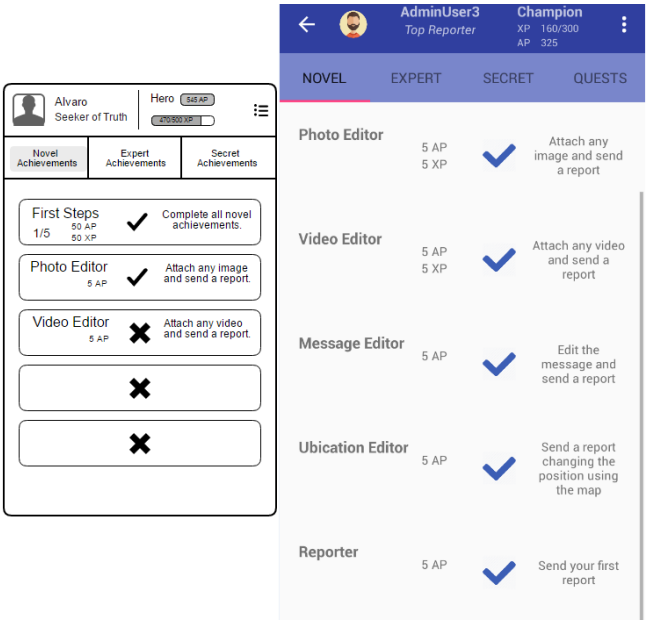 Alvaro
Seeker of Truth
Hero
545 AP
470/500 XP
Novel
Achievements
Expert
Achievements
Secret
Achievements
First Steps
1/5
50 AP
50 XP
Complete all novel
achievements.
Photo Editor
5 AP
Attach any image
and send a report.
Video Editor
5 AP
Attach any video
and send a report.
AdminUser3
Top Reporter
Champion
XP 160/300
AP 325
NOVEL
EXPERT
SECRET
QUESTS
Photo Editor
5 AP
5 XP
Attach any
image and send
a report
Video Editor
5 AP
5 XP
Attach any video
and send a
report
Message Editor
5 AP
Edit the
message and
send a report
Ubication Editor
5 AP
Send a report
changing the
position using
the map
Reporter
5 AP
Send your first
report